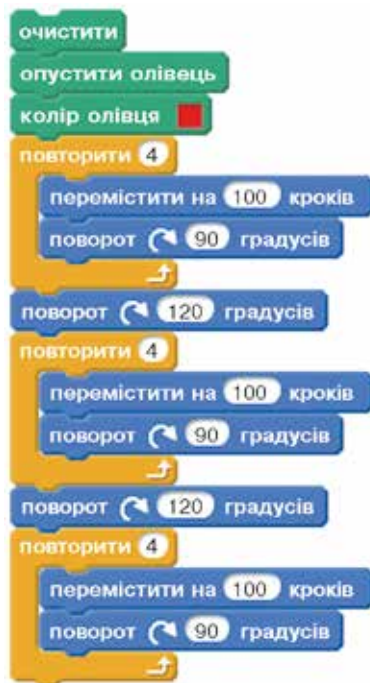 очистити
опустити олівець
колір олівця
повторити 4
перемістити на 100 кроків
поворот 90 градусів
поворот 120 градусів
повторити 4
перемістити на 100 кроків
поворот 90 градусів
поворот 120 градусів
повторити 4
перемістити на 100 кроків
поворот 90 градусів